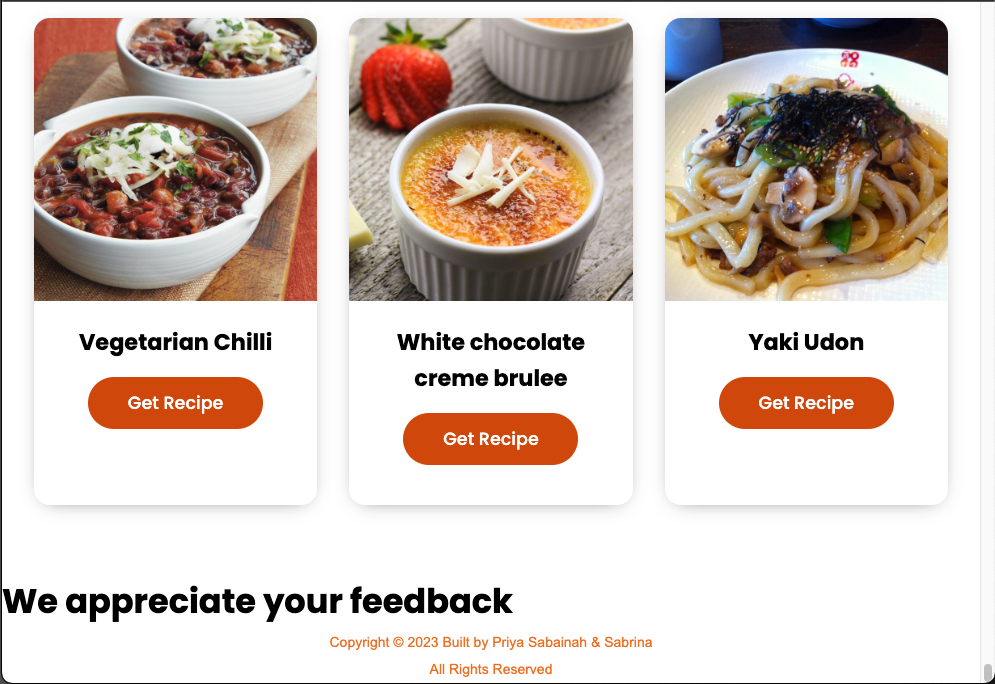 Vegetarian Chilli
Get Recipe
White chocolate
creme brulee
Get Recipe
Yaki Udon
Get Recipe
We appreciate your feedback
Copyright © 2023 Built by Priya Sabainah & Sabrina
All Rights Reserved